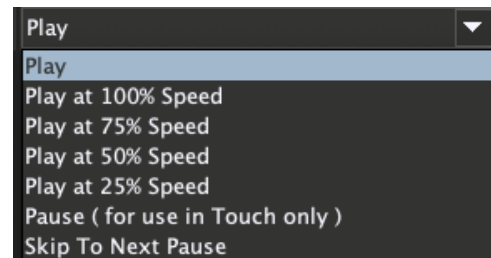 Play
Play
Play at 100% Speed
Play at 75% Speed
Play at 50% Speed
Play at 25% Speed
Pause ( for use in Touch only )
Skip To Next Pause